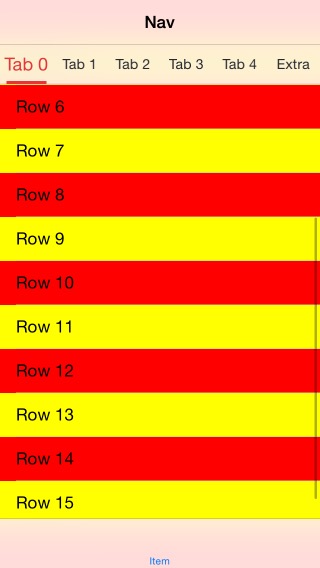 Nav
Tab 0 Tab 1 Tab 2 Tab 3 Tab 4 Extra
Row 6
Row 7
Row 8
Row 9
Row 10
Row 11
Row 12
Row 13
Row 14
Row 15
Item